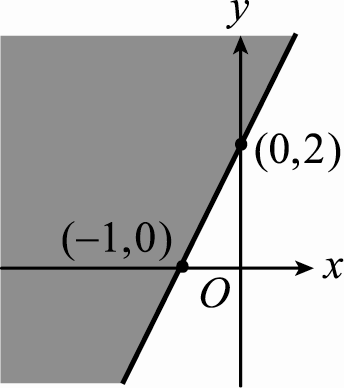 y
(0,2)
(−1,0)
x
O